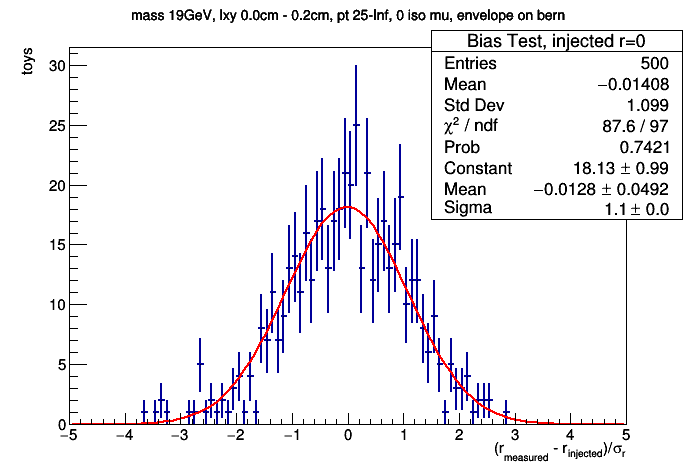 mass 19GeV, lxy 0.0cm - 0.2cm, pt 25-Inf, 0 iso mu, envelope on bern
toys
Bias Test, injected r=0
Entries 500
Mean −0.01408
Std Dev 1.099
χ² / ndf 87.6 / 97
Prob 0.7421
Constant 18.13 ± 0.99
Mean −0.0128 ± 0.0492
Sigma 1.1 ± 0.0
30
25
20
15
10
5
0
−5 −4 −3 −2 −1 0 1 2 3 4 5
(r_measured - r_injected)/σ_r